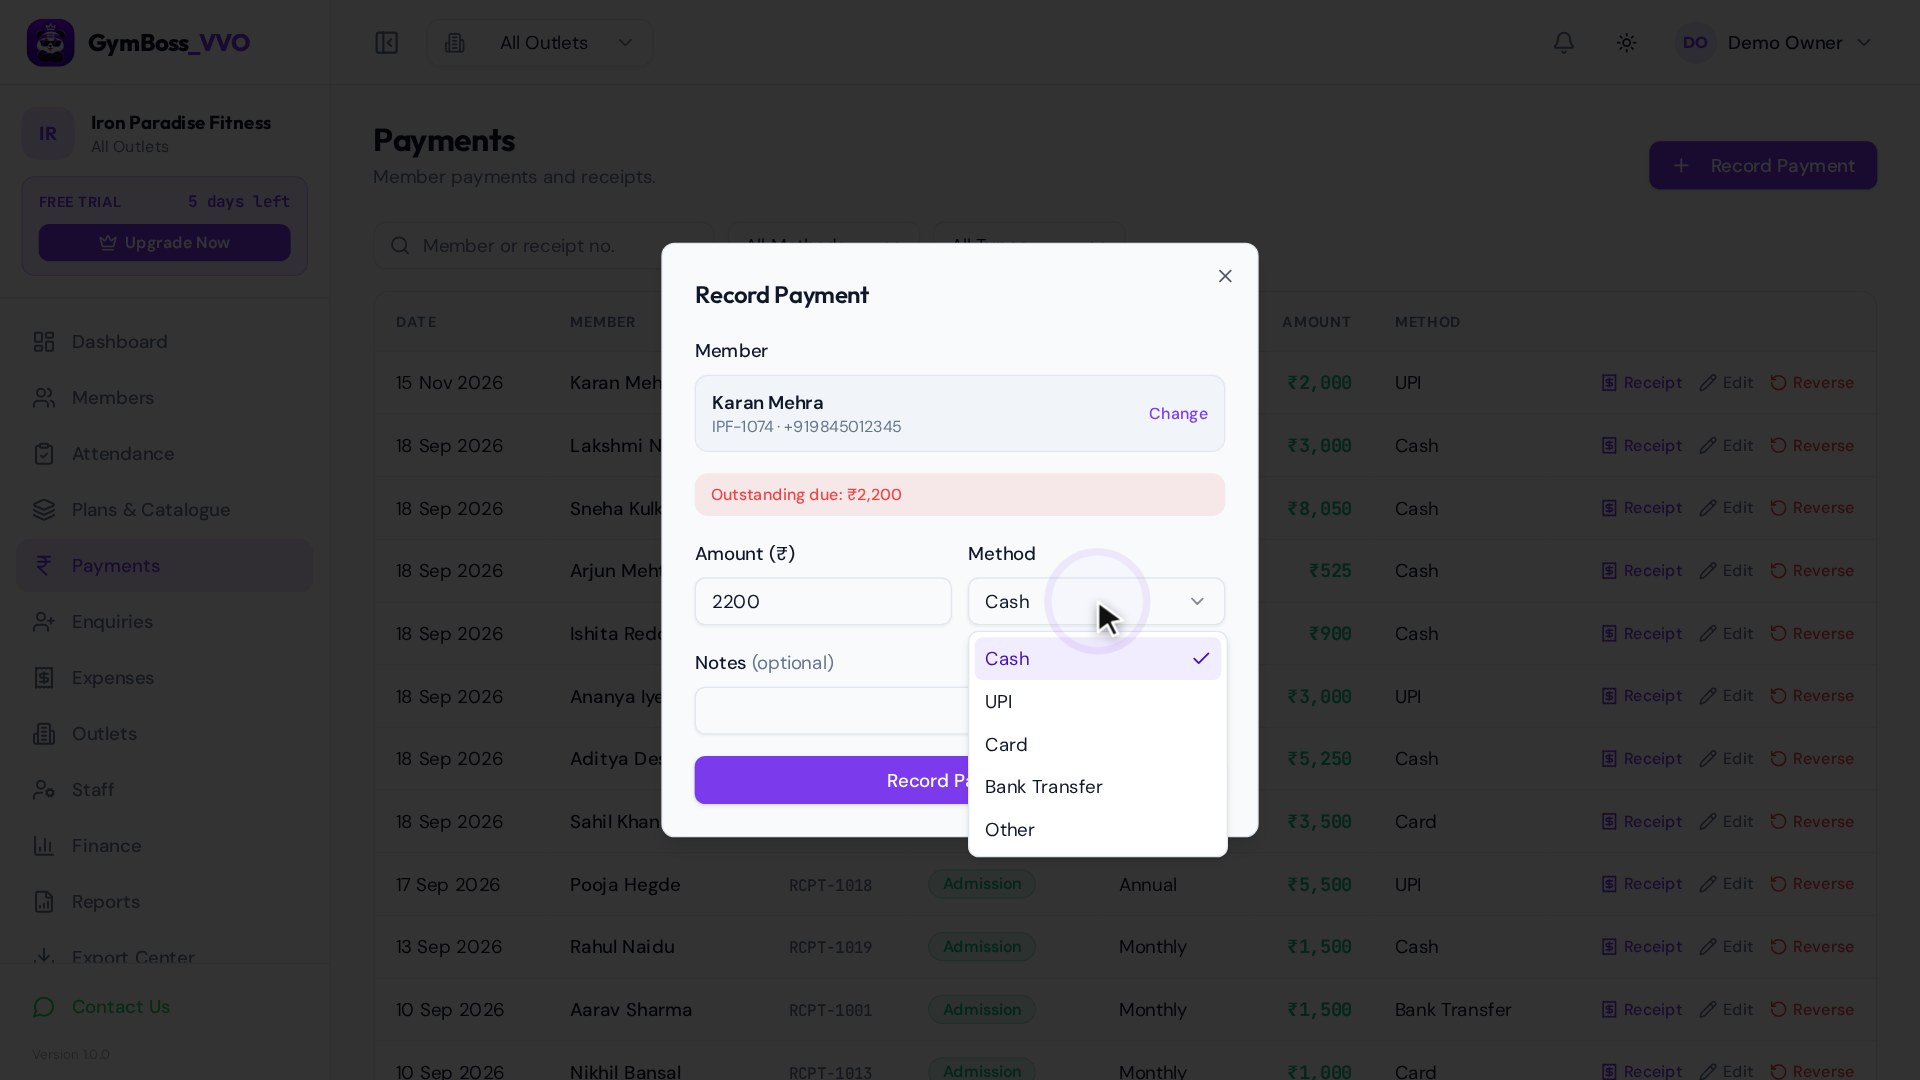 GymBoss_VVO
All Outlets
DO
Demo Owner
IR
Iron Paradise Fitness
All Outlets
FREE TRIAL
5 days left
Upgrade Now
Dashboard
Members
Attendance
Plans & Catalogue
Payments
Enquiries
Expenses
Outlets
Staff
Finance
Reports
Export Center
Contact Us
Version 1.0.0
Payments
Member payments and receipts.
Record Payment
Member or receipt no.
DATE MEMBER AMOUNT METHOD
15 Nov 2026 Karan ₹2,000 UPI Receipt Edit Reverse
18 Sep 2026 Lakshmi ₹3,000 Cash Receipt Edit Reverse
18 Sep 2026 Sneha ₹8,050 Cash Receipt Edit Reverse
18 Sep 2026 Arjun ₹525 Cash Receipt Edit Reverse
18 Sep 2026 Ishita ₹900 Cash Receipt Edit Reverse
18 Sep 2026 Ananya ₹3,000 UPI Receipt Edit Reverse
18 Sep 2026 Aditya ₹5,250 Cash Receipt Edit Reverse
18 Sep 2026 Sahil Khan ₹3,500 Card Receipt Edit Reverse
17 Sep 2026 Pooja Hegde RCPT-1018 Admission Annual ₹5,500 UPI Receipt Edit Reverse
13 Sep 2026 Rahul Naidu RCPT-1019 Admission Monthly ₹1,500 Cash Receipt Edit Reverse
10 Sep 2026 Aarav Sharma RCPT-1001 Admission Monthly ₹1,500 Bank Transfer Receipt Edit Reverse
10 Sep 2026 Nikhil Bansal RCPT-1013 Admission Monthly ₹1,000 Card Receipt Edit Reverse
Record Payment
Member
Karan Mehra
IPF-1074 · +919845012345
Change
Outstanding due: ₹2,200
Amount (₹)
2200
Method
Cash
Cash
UPI
Card
Bank Transfer
Other
Notes (optional)
Record